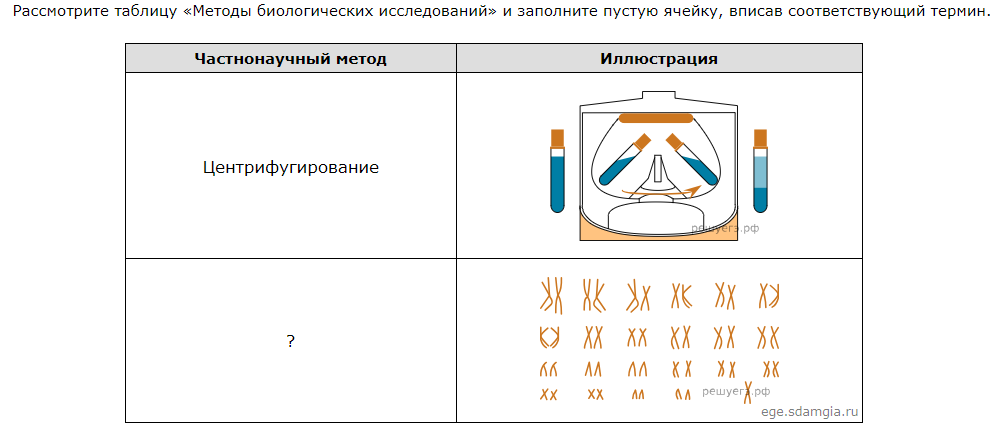 Рассмотрите таблицу «Методы биологических исследований» и заполните пустую ячейку, вписав соответствующий термин.
Частнонаучный метод
Иллюстрация
Центрифугирование
решуегэ.рф
?
решуегэ.рф
ege.sdamgia.ru